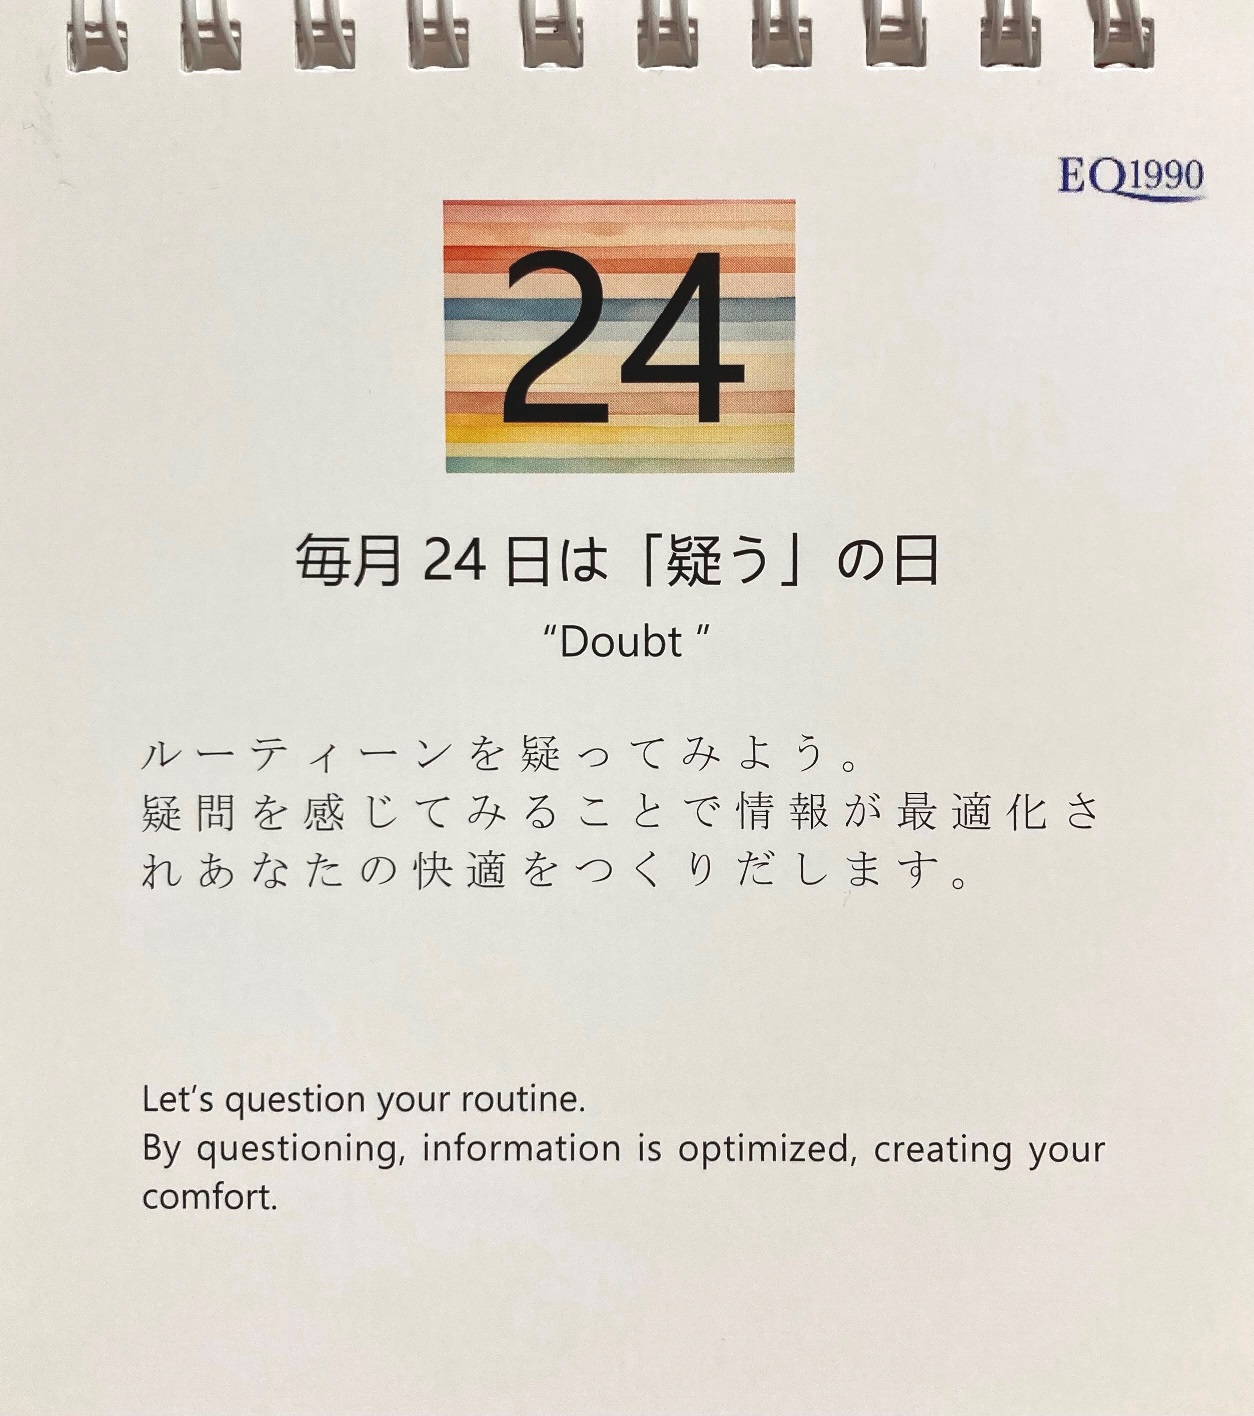 EQ1990
24
毎月 24 日は「疑う」の日
“Doubt ”
ルーティーンを疑ってみよう。
疑問を感じてみることで情報が最適化さ
れあなたの快適をつくりだします。
Let’s question your routine.
By questioning, information is optimized, creating your
comfort.